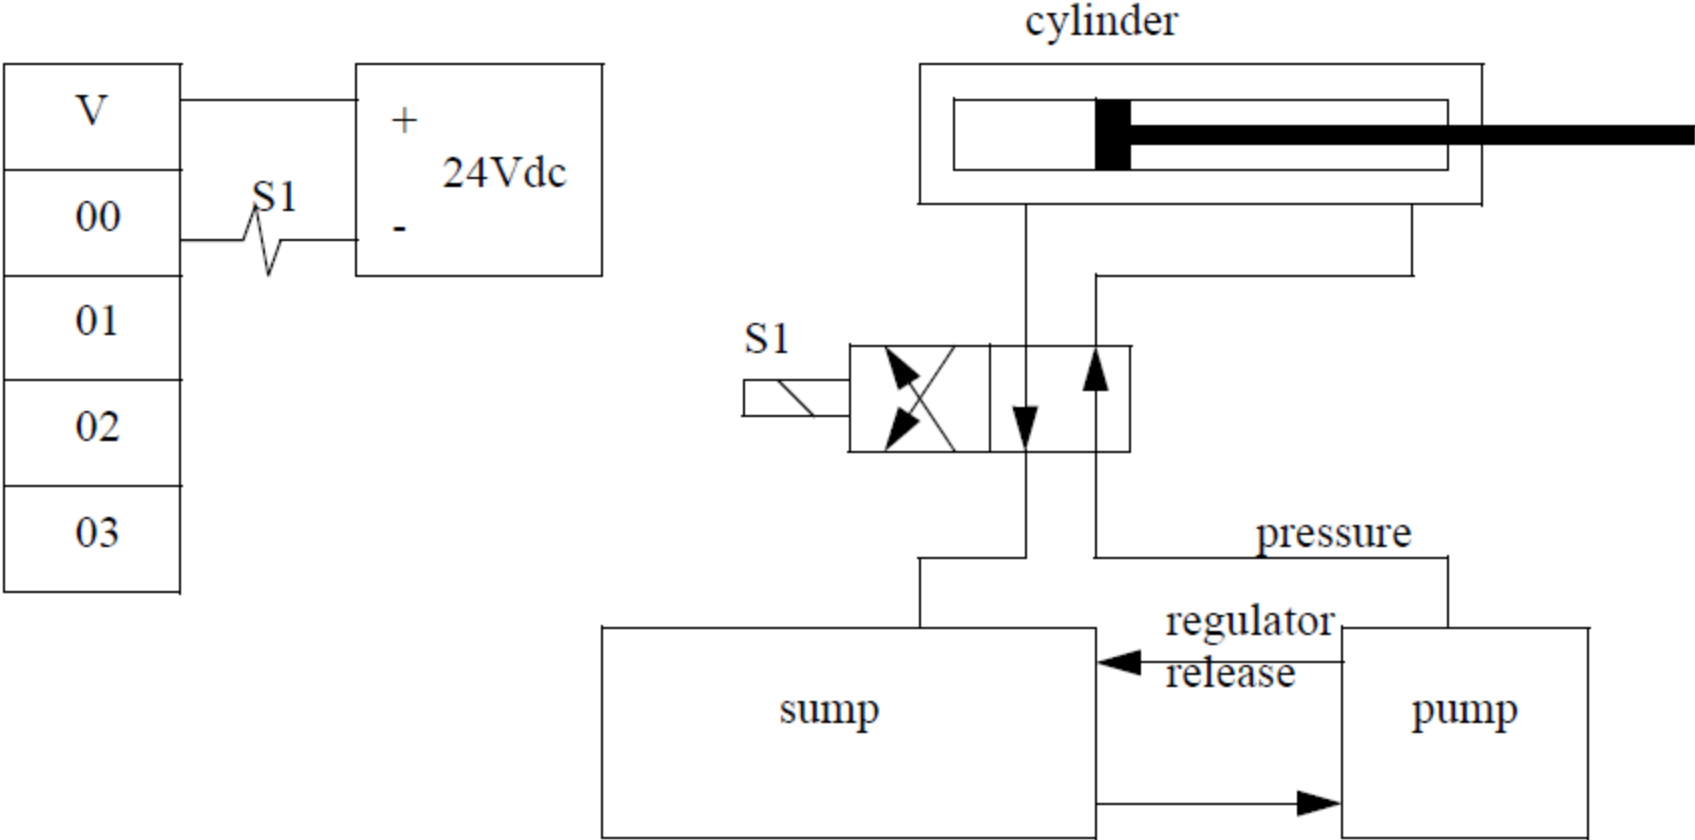 cylinder
V
+
24Vdc
S1
00
-
01
S1
02
03
pressure
regulator
release
sump
pump